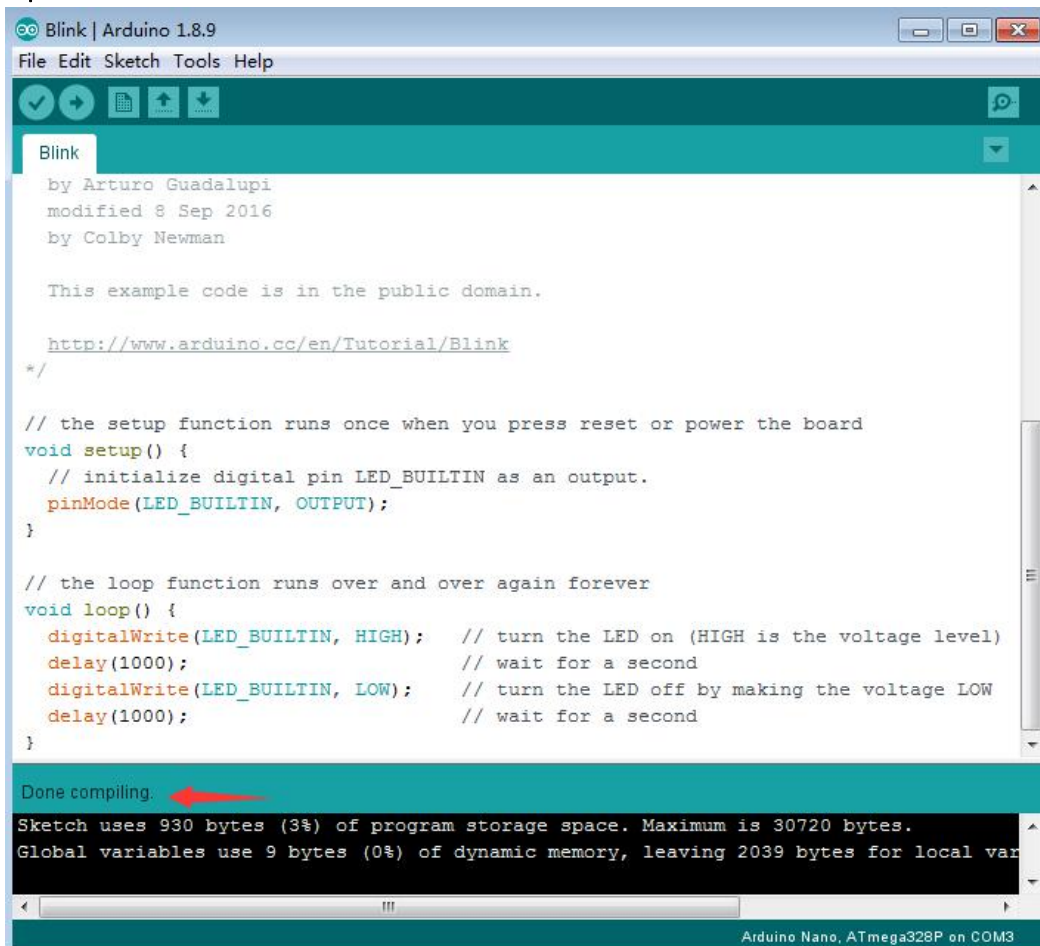 Blink | Arduino 1.8.9
File Edit Sketch Tools Help
Blink
by Arturo Guadalupi
modified 8 Sep 2016
by Colby Newman
This example code is in the public domain.
http://www.arduino.cc/en/Tutorial/Blink
*/
// the setup function runs once when you press reset or power the board
void setup() {
// initialize digital pin LED_BUILTIN as an output.
pinMode(LED_BUILTIN, OUTPUT);
}
// the loop function runs over and over again forever
void loop() {
digitalWrite(LED_BUILTIN, HIGH);   // turn the LED on (HIGH is the voltage level)
delay(1000);                       // wait for a second
digitalWrite(LED_BUILTIN, LOW);    // turn the LED off by making the voltage LOW
delay(1000);                       // wait for a second
}
Done compiling.
Sketch uses 930 bytes (3%) of program storage space. Maximum is 30720 bytes.
Global variables use 9 bytes (0%) of dynamic memory, leaving 2039 bytes for local var
Arduino Nano, ATmega328P on COM3